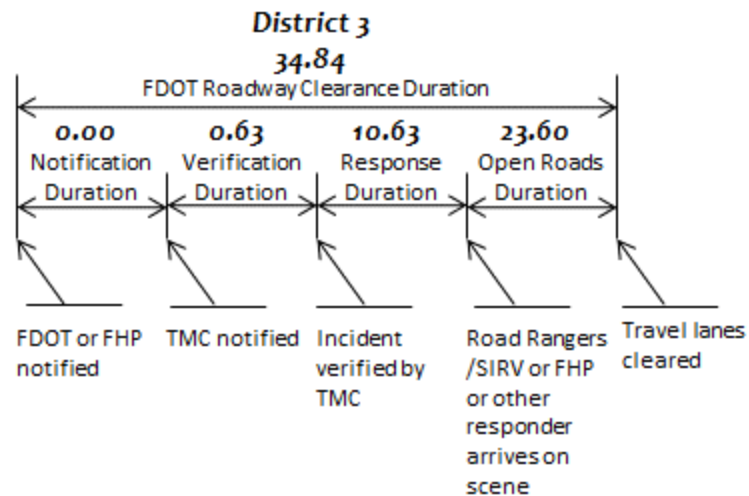 District 3
34.84
FDOT Roadway Clearance Duration
0.00
Notification
Duration
0.63
Verification
Duration
10.63
Response
Duration
23.60
Open Roads
Duration
FDOT or FHP
notified
TMC notified
Incident
verified by
TMC
Road Rangers
/SIRV or FHP
or other
responder
arrives on
scene
Travel lanes
cleared